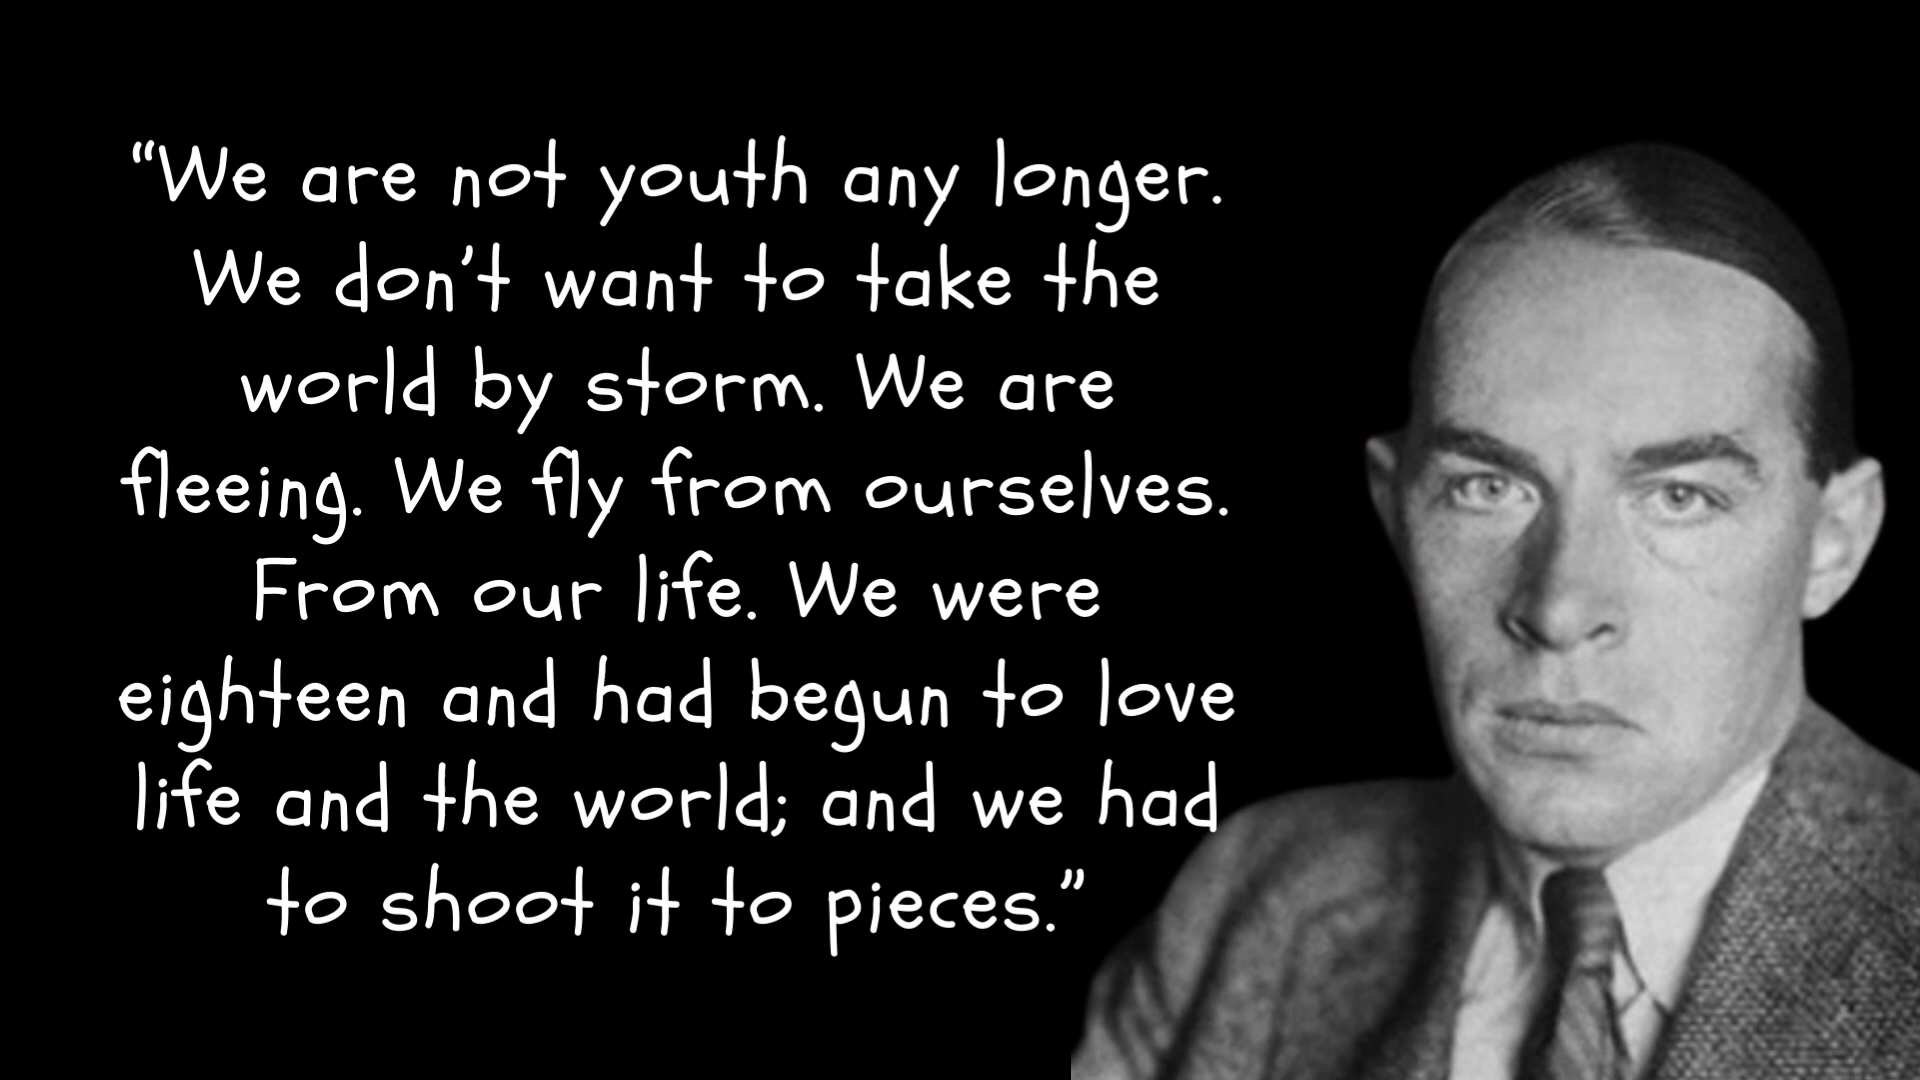 “We are not youth any longer.
We don’t want to take the
world by storm. We are
fleeing. We fly from ourselves.
From our life. We were
eighteen and had begun to love
life and the world; and we had
to shoot it to pieces.”